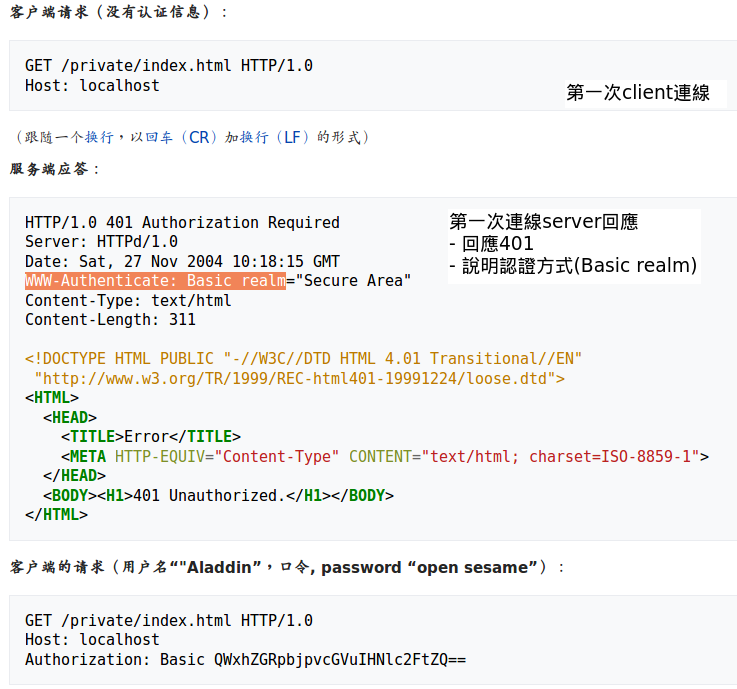 客户端请求（没有认证信息）：
GET /private/index.html HTTP/1.0
Host: localhost
第一次client連線
（跟随一个换行，以回车（CR）加换行（LF）的形式）
服务端应答：
HTTP/1.0 401 Authorization Required
Server: HTTPd/1.0
Date: Sat, 27 Nov 2004 10:18:15 GMT
WWW-Authenticate: Basic realm="Secure Area"
Content-Type: text/html
Content-Length: 311
第一次連線server回應
- 回應401
- 說明認證方式(Basic realm)
<!DOCTYPE HTML PUBLIC "-//W3C//DTD HTML 4.01 Transitional//EN"
 "http://www.w3.org/TR/1999/REC-html401-19991224/loose.dtd">
<HTML>
  <HEAD>
    <TITLE>Error</TITLE>
    <META HTTP-EQUIV="Content-Type" CONTENT="text/html; charset=ISO-8859-1">
  </HEAD>
  <BODY><H1>401 Unauthorized.</H1></BODY>
</HTML>
客户端的请求（用户名“"Aladdin”，口令, password “open sesame”）：
GET /private/index.html HTTP/1.0
Host: localhost
Authorization: Basic QWxhZGRpbjpvcGVuIHNlc2FtZQ==